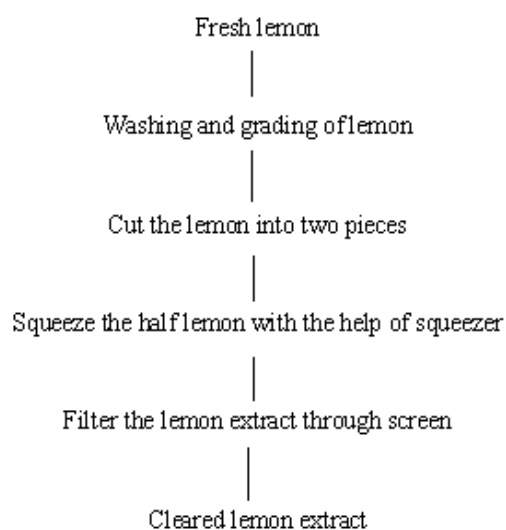 Fresh lemon
Washing and grading of lemon
Cut the lemon into two pieces
Squeeze the half lemon with the help of squeezer
Filter the lemon extract through screen
Cleared lemon extract